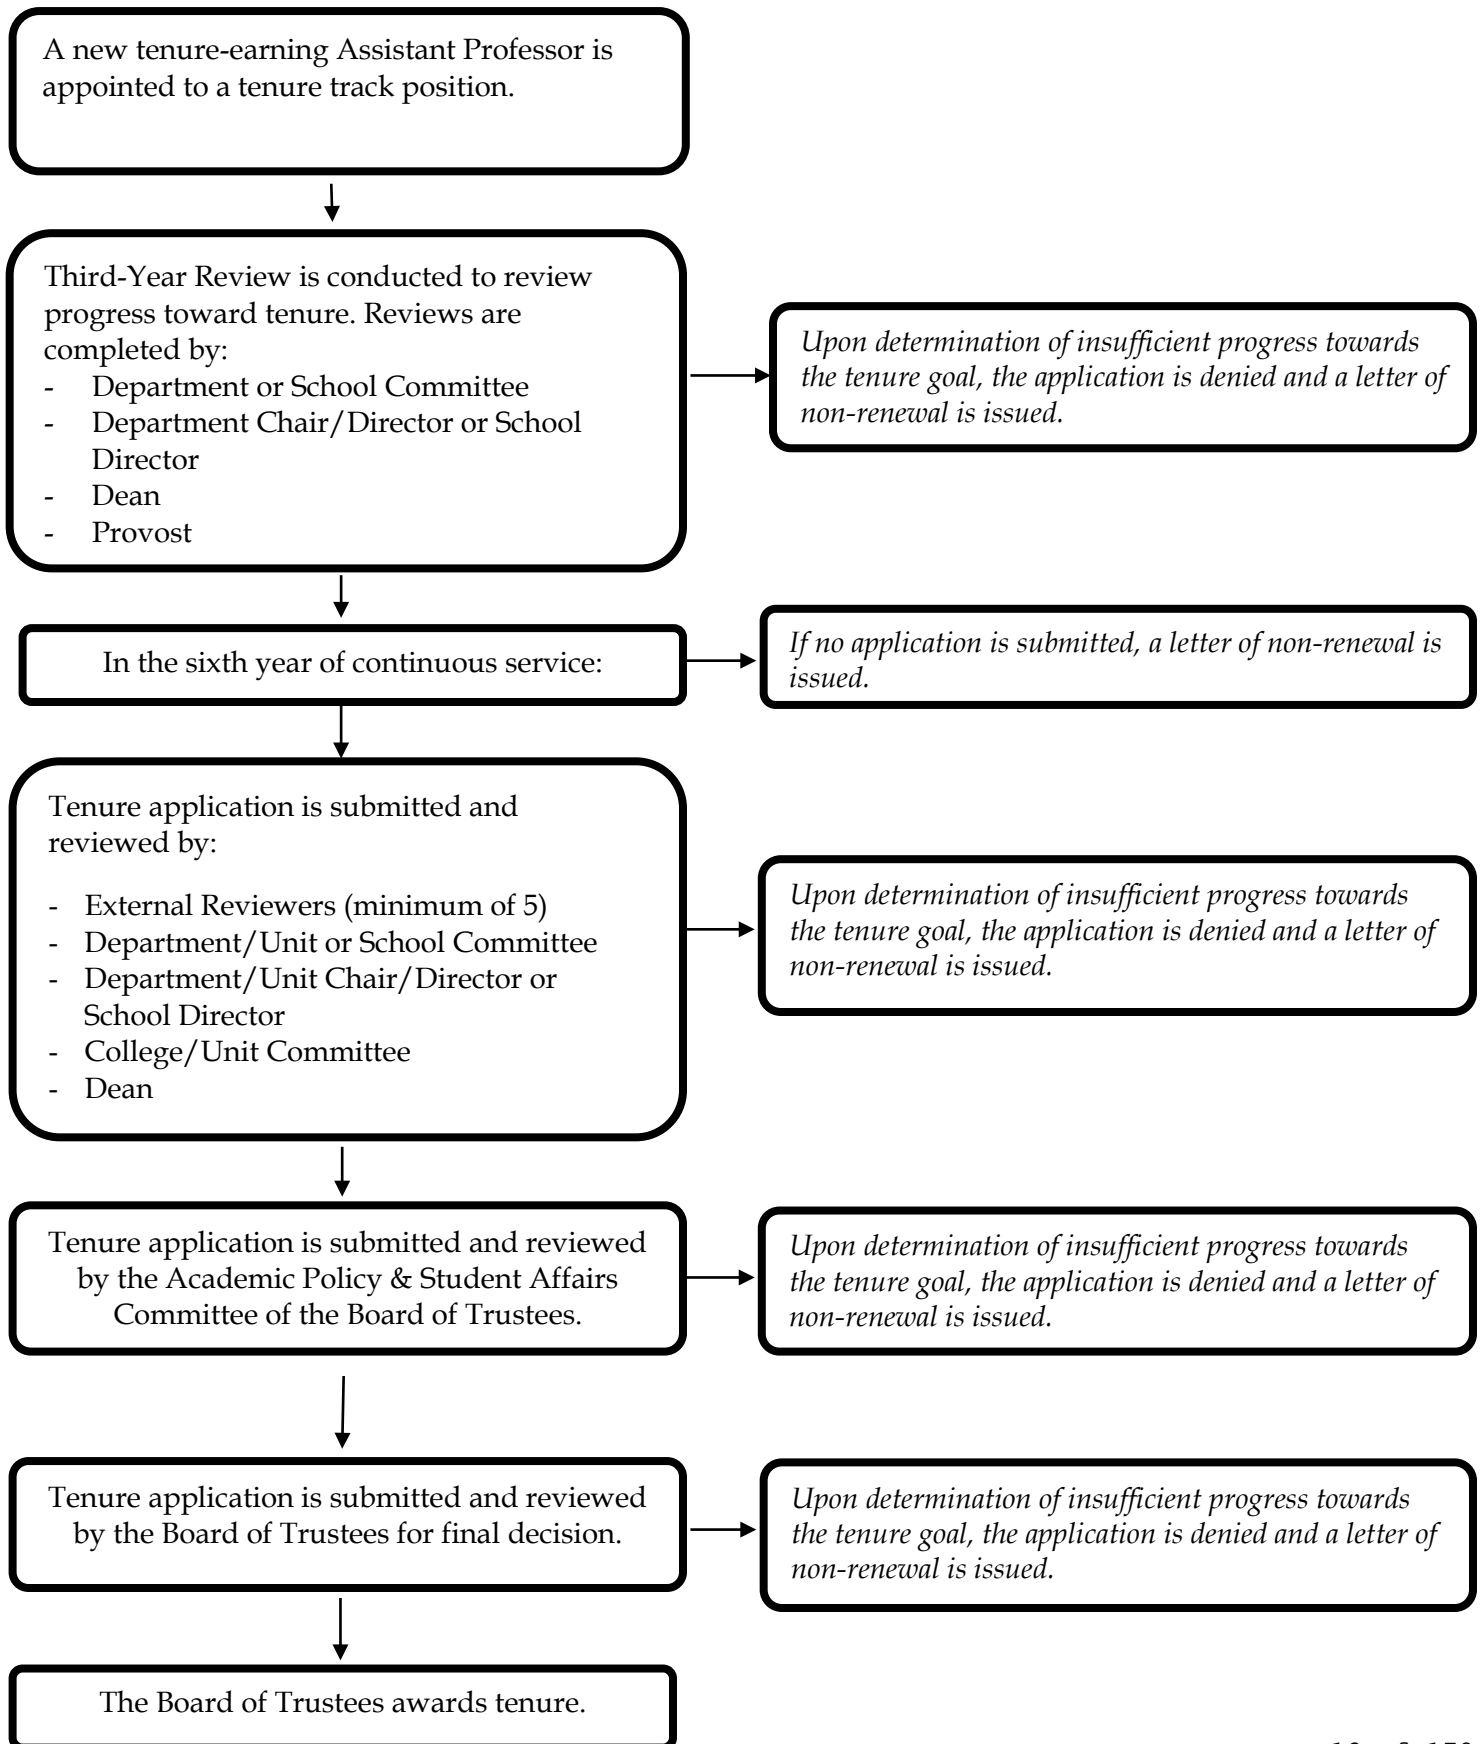 A new tenure-earning Assistant Professor is
appointed to a tenure track position.
Third-Year Review is conducted to review
progress toward tenure. Reviews are
completed by:
- Department or School Committee
- Department Chair/Director or School
Director
- Dean
- Provost
Upon determination of insufficient progress towards
the tenure goal, the application is denied and a letter of
non-renewal is issued.
In the sixth year of continuous service:
If no application is submitted, a letter of non-renewal is
issued.
Tenure application is submitted and
reviewed by:
- External Reviewers (minimum of 5)
- Department/Unit or School Committee
- Department/Unit Chair/Director or
School Director
- College/Unit Committee
- Dean
Upon determination of insufficient progress towards
the tenure goal, the application is denied and a letter of
non-renewal is issued.
Tenure application is submitted and reviewed
by the Academic Policy & Student Affairs
Committee of the Board of Trustees.
Upon determination of insufficient progress towards
the tenure goal, the application is denied and a letter of
non-renewal is issued.
Tenure application is submitted and reviewed
by the Board of Trustees for final decision.
Upon determination of insufficient progress towards
the tenure goal, the application is denied and a letter of
non-renewal is issued.
The Board of Trustees awards tenure.